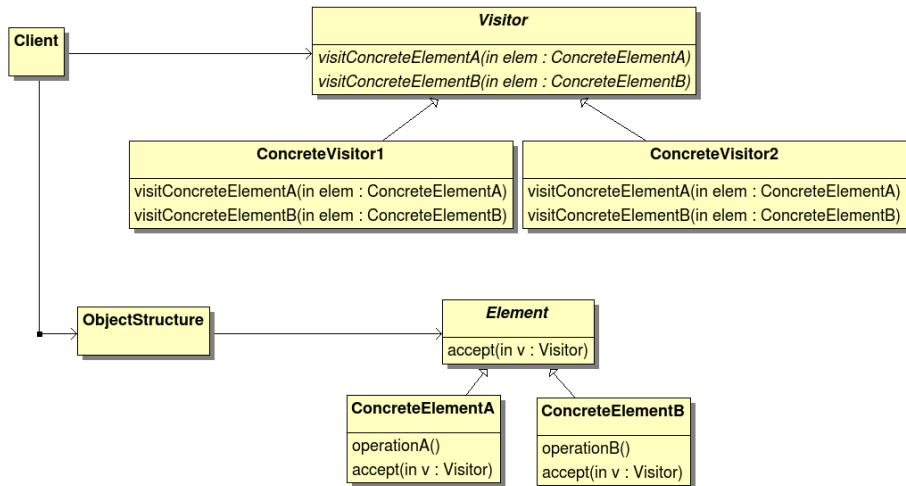 Visitor
Client
visitConcreteElementA(in elem : ConcreteElementA)
visitConcreteElementB(in elem : ConcreteElementB)
ConcreteVisitor1
visitConcreteElementA(in elem : ConcreteElementA)
visitConcreteElementB(in elem : ConcreteElementB)
ConcreteVisitor2
visitConcreteElementA(in elem : ConcreteElementA)
visitConcreteElementB(in elem : ConcreteElementB)
ObjectStructure
Element
accept(in v : Visitor)
ConcreteElementA
operationA()
accept(in v : Visitor)
ConcreteElementB
operationB()
accept(in v : Visitor)